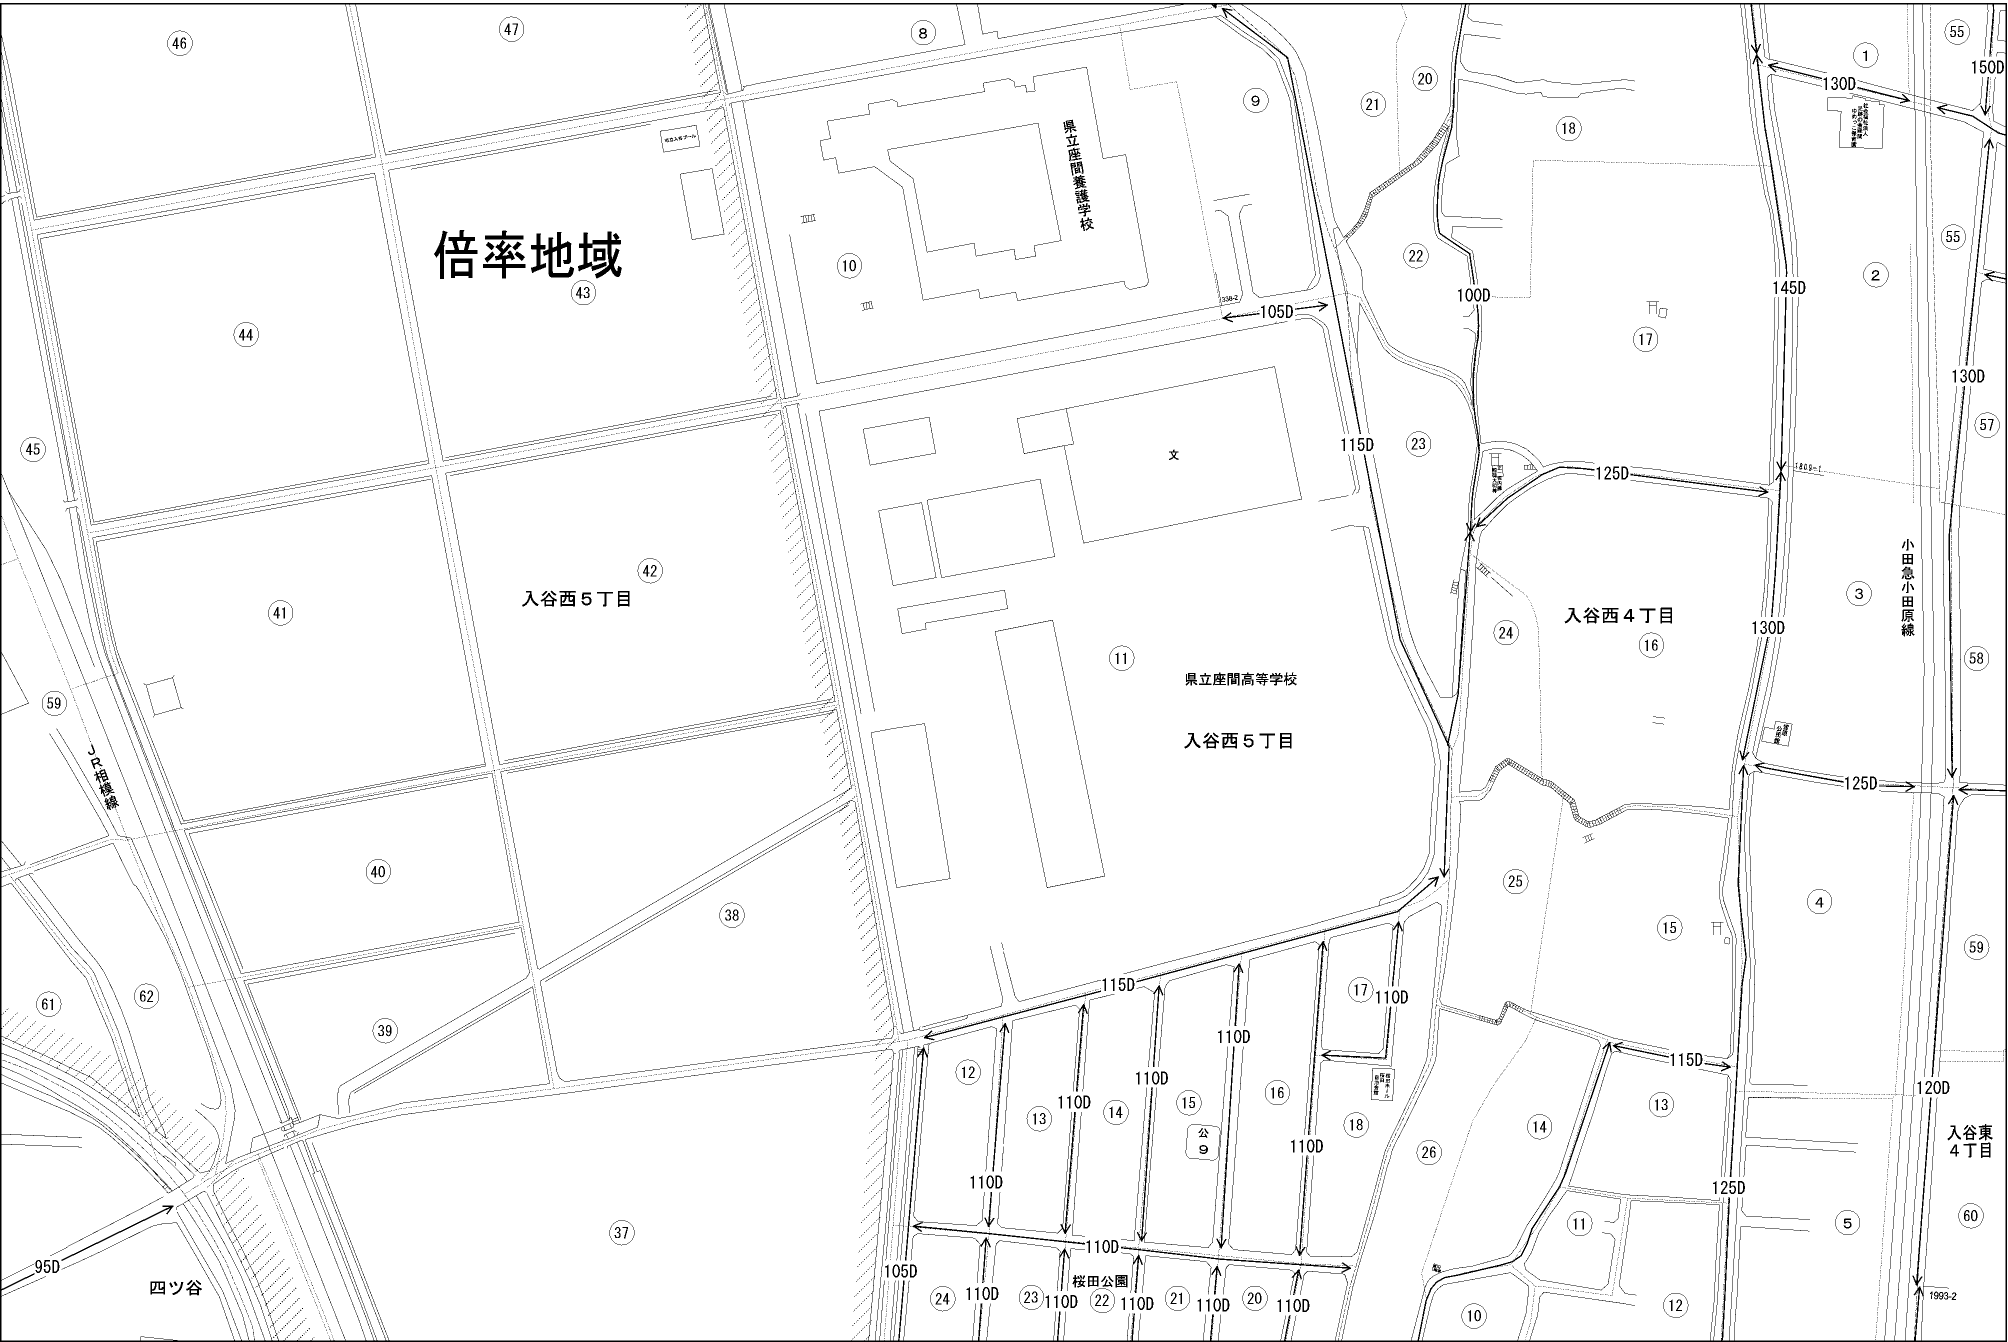 46
47
8
20
21
9
18
1
55
150D
130D
県立座間養護学校
倍率地域
43
44
10
338-2
105D
22
100D
145D
17
2
55
130D
57
45
文
115D
23
125D
1809-1
小田急小田原線
42
入谷西５丁目
41
11
県立座間高等学校
入谷西５丁目
24
入谷西４丁目
16
130D
3
58
59
ＪＲ相模線
125D
40
38
25
15
4
59
61
62
39
115D
17
110D
12
13
14
15
16
18
110D
110D
110D
110D
110D
公
9
26
14
115D
13
120D
入谷東
４丁目
60
37
110D
桜田公園
105D
125D
11
5
95D
四ツ谷
24
110D
23
110D
22
110D
21
110D
20
110D
10
12
1993-2